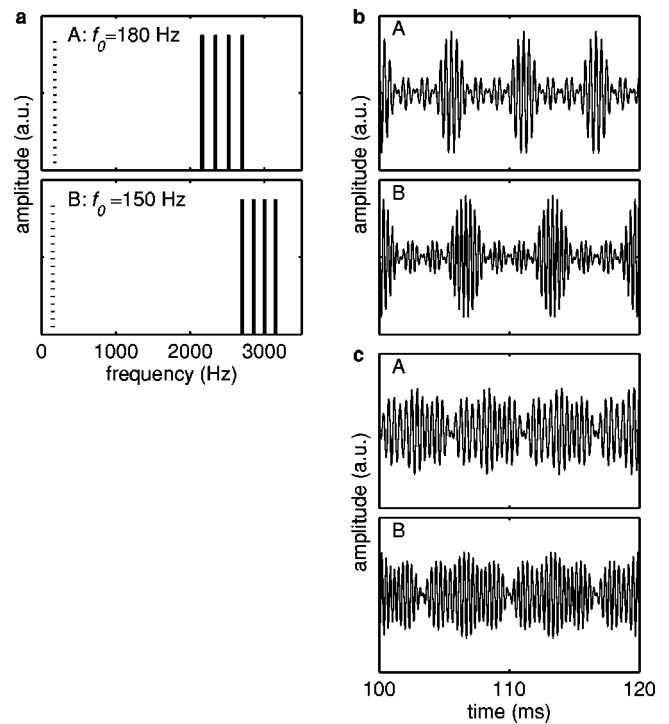 a
A: f0=180 Hz
amplitude (a.u.)
B: f0=150 Hz
0 1000 2000 3000
frequency (Hz)
b
A
amplitude (a.u.)
B
c
A
amplitude (a.u.)
B
100 110 120
time (ms)